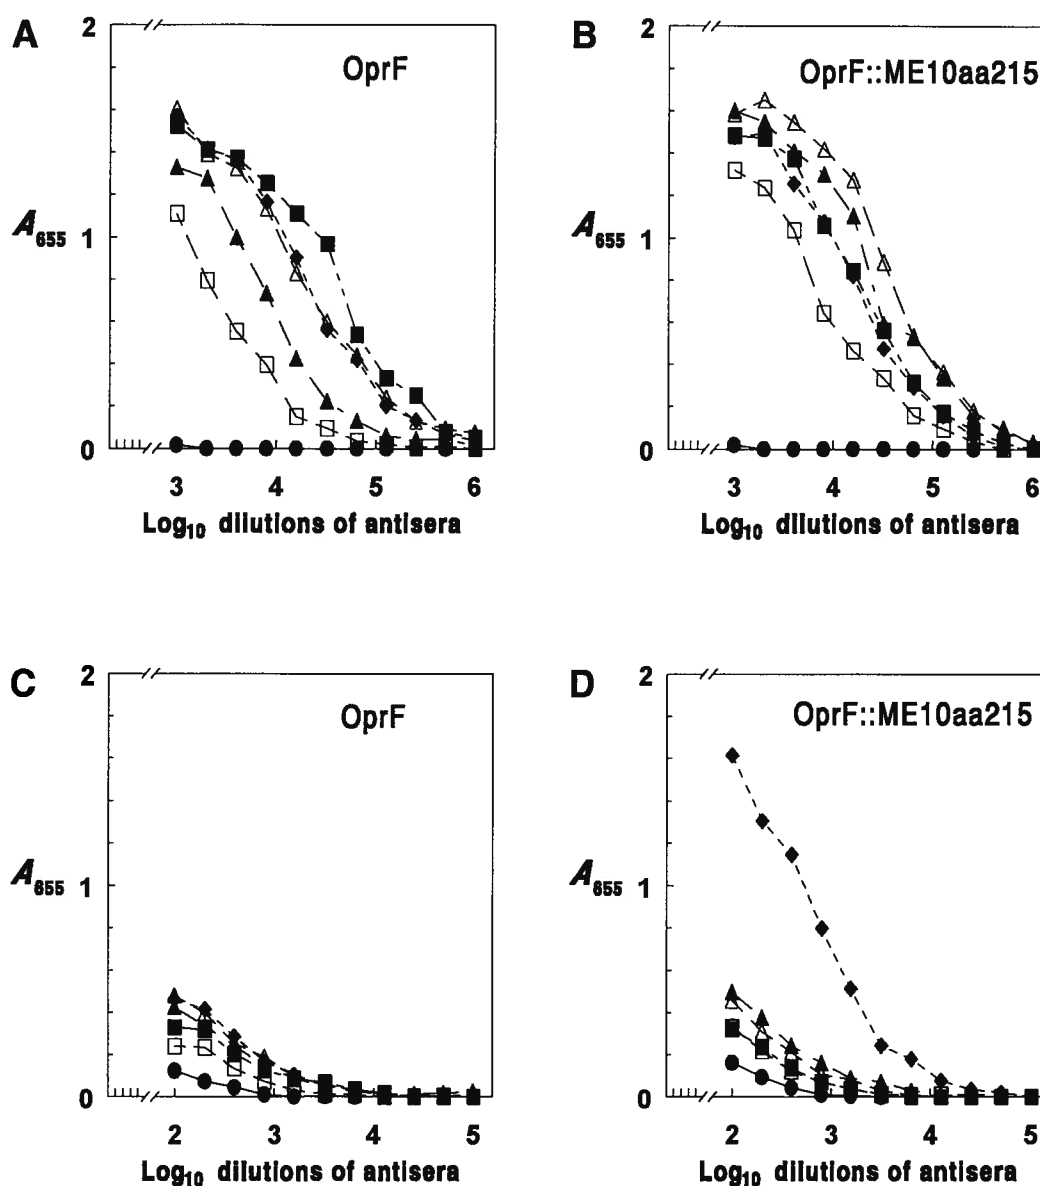 A
B
2
OprF
1
A655
0
3 4 5 6
Log10 dilutions of antisera
2
OprF::ME10aa215
1
A655
0
3 4 5 6
Log10 dilutions of antisera
C
D
2
OprF
1
A655
0
2 3 4 5
Log10 dilutions of antisera
2
OprF::ME10aa215
1
A655
0
2 3 4 5
Log10 dilutions of antisera